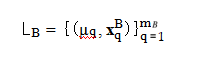 L_B = {(μ_q, x_q^B)}_{q=1}^{m_B}